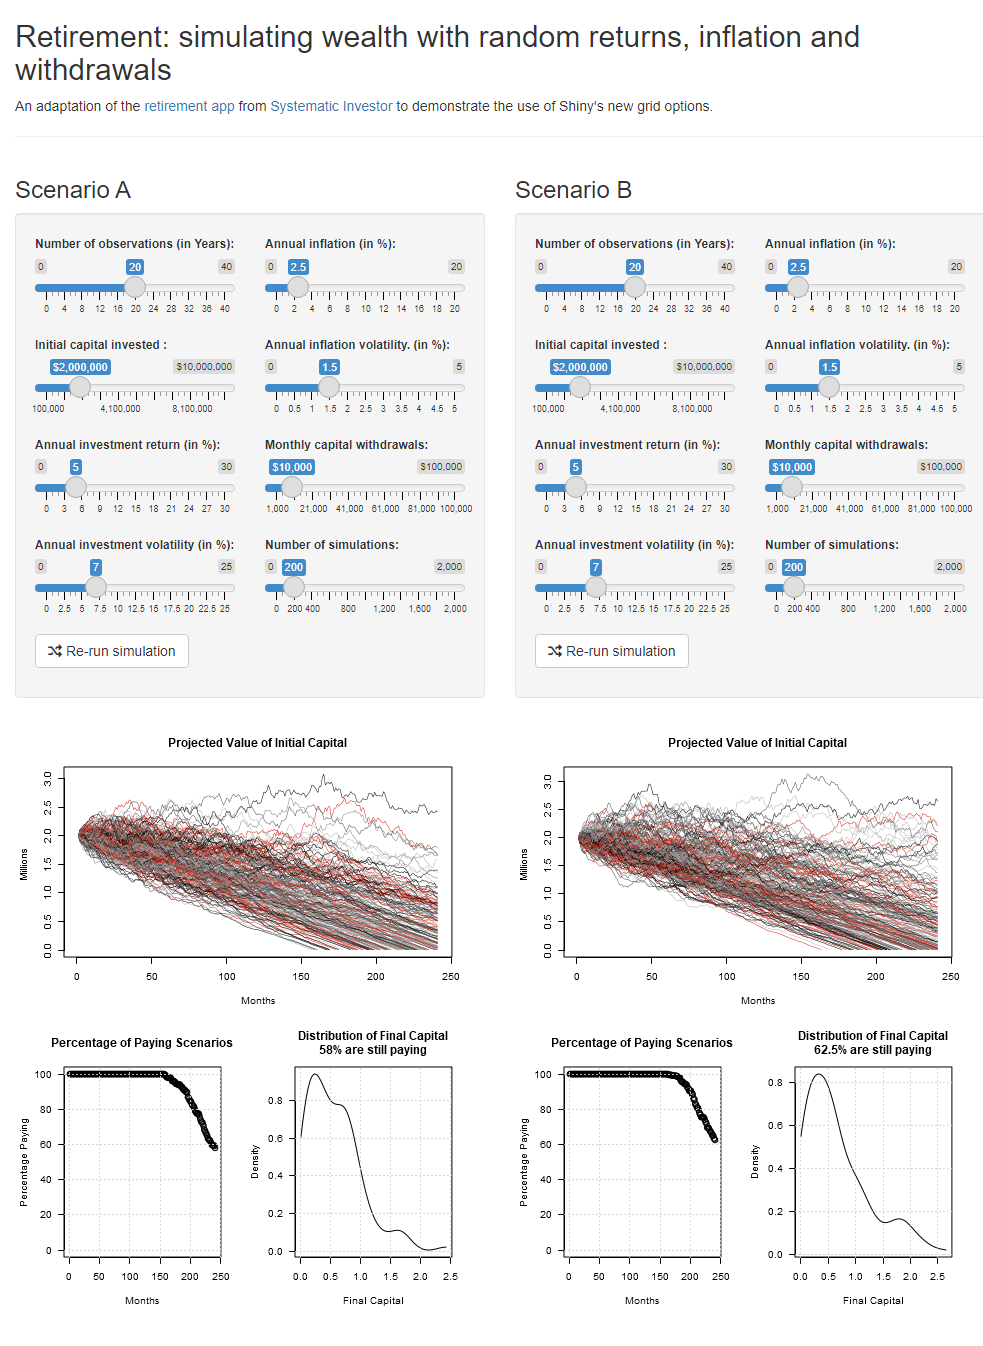 Retirement: simulating wealth with random returns, inflation and
withdrawals
An adaptation of the retirement app from Systematic Investor to demonstrate the use of Shiny's new grid options.
Scenario A
Number of observations (in Years):
0 20 40
0 4 8 12 16 20 24 28 32 36 40
Annual inflation (in %):
0 2.5 20
0 2 4 6 8 10 12 14 16 18 20
Initial capital invested :
$2,000,000 $10,000,000
100,000 4,100,000 8,100,000
Annual inflation volatility. (in %):
0 1.5 5
0 0.5 1 1.5 2 2.5 3 3.5 4 4.5 5
Annual investment return (in %):
0 5 30
0 3 6 9 12 15 18 21 24 27 30
Monthly capital withdrawals:
$10,000 $100,000
1,000 21,000 41,000 61,000 81,000 100,000
Annual investment volatility (in %):
0 7 25
0 2.5 5 7.5 10 12.5 15 17.5 20 22.5 25
Number of simulations:
0 200 2,000
0 200 400 800 1,200 1,600 2,000
Re-run simulation
Projected Value of Initial Capital
Millions
3.0
2.5
2.0
1.5
1.0
0.5
0.0
0 50 100 150 200 250
Months
Percentage of Paying Scenarios
Percentage Paying
100
80
60
40
20
0
0 50 100 150 200 250
Months
Distribution of Final Capital
58% are still paying
Density
0.8
0.6
0.4
0.2
0.0
0.0 0.5 1.0 1.5 2.0 2.5
Final Capital
Scenario B
Number of observations (in Years):
0 20 40
0 4 8 12 16 20 24 28 32 36 40
Annual inflation (in %):
0 2.5 20
0 2 4 6 8 10 12 14 16 18 20
Initial capital invested :
$2,000,000 $10,000,000
100,000 4,100,000 8,100,000
Annual inflation volatility. (in %):
0 1.5 5
0 0.5 1 1.5 2 2.5 3 3.5 4 4.5 5
Annual investment return (in %):
0 5 30
0 3 6 9 12 15 18 21 24 27 30
Monthly capital withdrawals:
$10,000 $100,000
1,000 21,000 41,000 61,000 81,000 100,000
Annual investment volatility (in %):
0 7 25
0 2.5 5 7.5 10 12.5 15 17.5 20 22.5 25
Number of simulations:
0 200 2,000
0 200 400 800 1,200 1,600 2,000
Re-run simulation
Projected Value of Initial Capital
Millions
3.0
2.5
2.0
1.5
1.0
0.5
0.0
0 50 100 150 200 250
Months
Percentage of Paying Scenarios
Percentage Paying
100
80
60
40
20
0
0 50 100 150 200 250
Months
Distribution of Final Capital
62.5% are still paying
Density
0.8
0.6
0.4
0.2
0.0
0.0 0.5 1.0 1.5 2.0 2.5
Final Capital